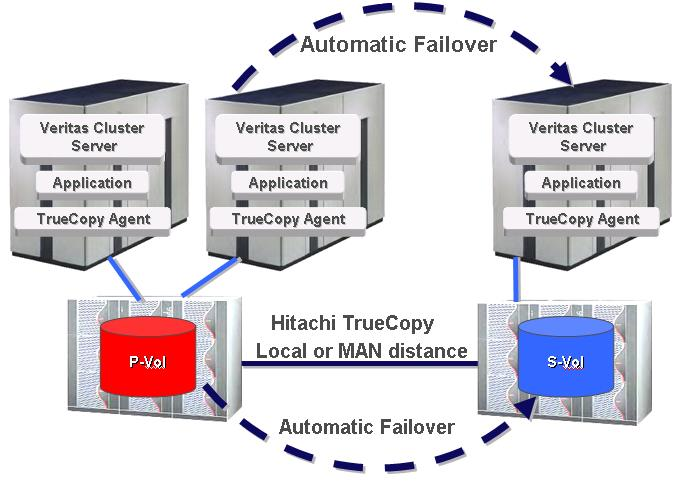 Automatic Failover
Veritas Cluster
Server
Application
TrueCopy Agent
Veritas Cluster
Server
Application
TrueCopy Agent
Veritas Cluster
Server
Application
TrueCopy Agent
P-Vol
Hitachi TrueCopy
Local or MAN distance
S-Vol
Automatic Failover